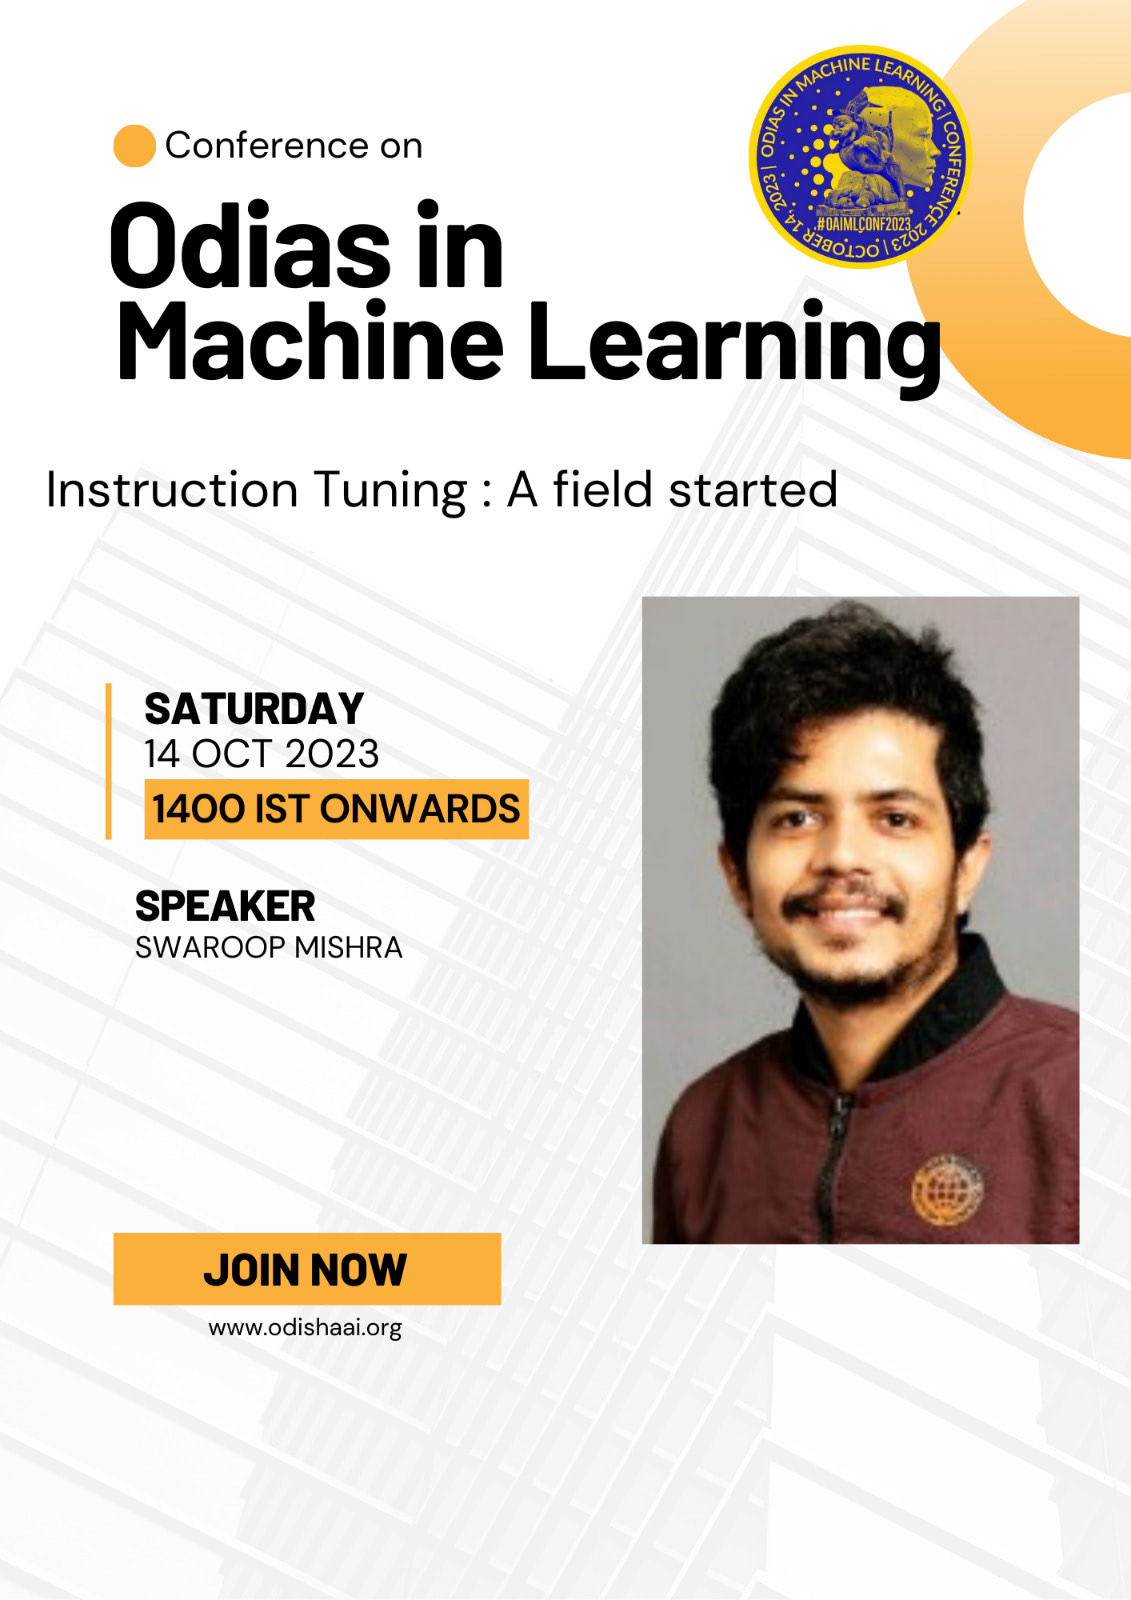 Conference on
Odias in
Machine Learning
ODIAS IN MACHINE LEARNING | CONFERENCE 2023 | OCTOBER 14, 2023 |
#OAIMLCONF2023
Instruction Tuning : A field started
SATURDAY
14 OCT 2023
1400 IST ONWARDS
SPEAKER
SWAROOP MISHRA
JOIN NOW
www.odishaai.org